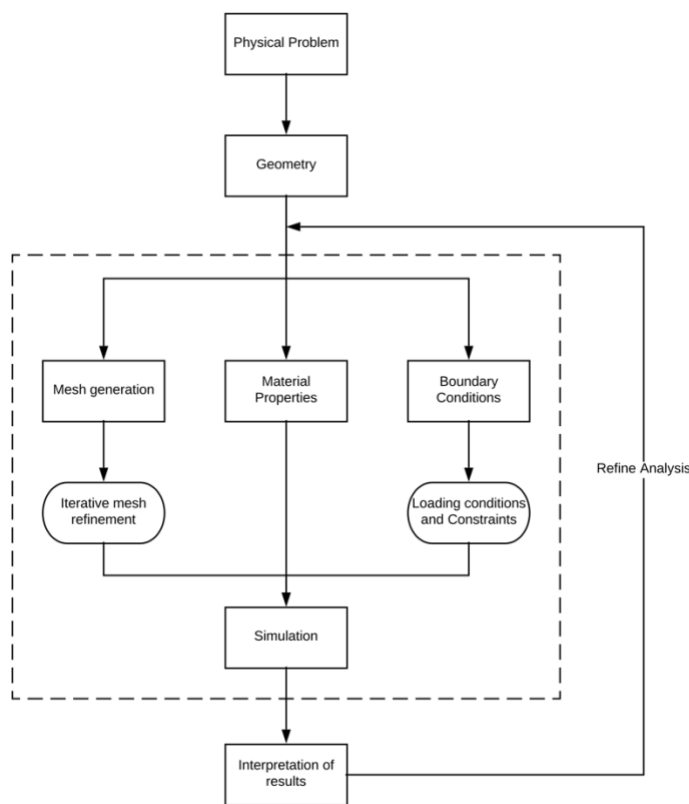 Physical Problem
Geometry
Mesh generation
Material
Properties
Boundary
Conditions
Refine Analysis
Iterative mesh
refinement
Loading conditions
and Constraints
Simulation
Interpretation of
results